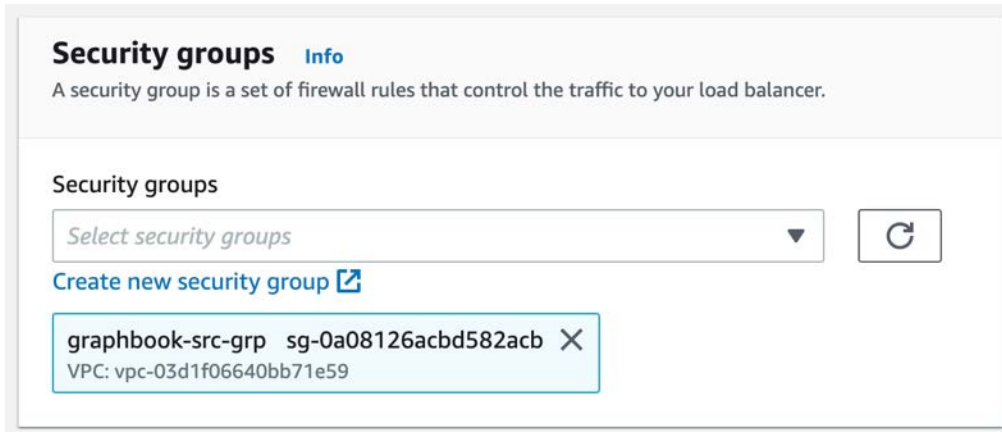 Security groups Info
A security group is a set of firewall rules that control the traffic to your load balancer.
Security groups
Select security groups
Create new security group
graphbook-src-grp sg-0a08126acbd582acb
VPC: vpc-03d1f06640bb71e59